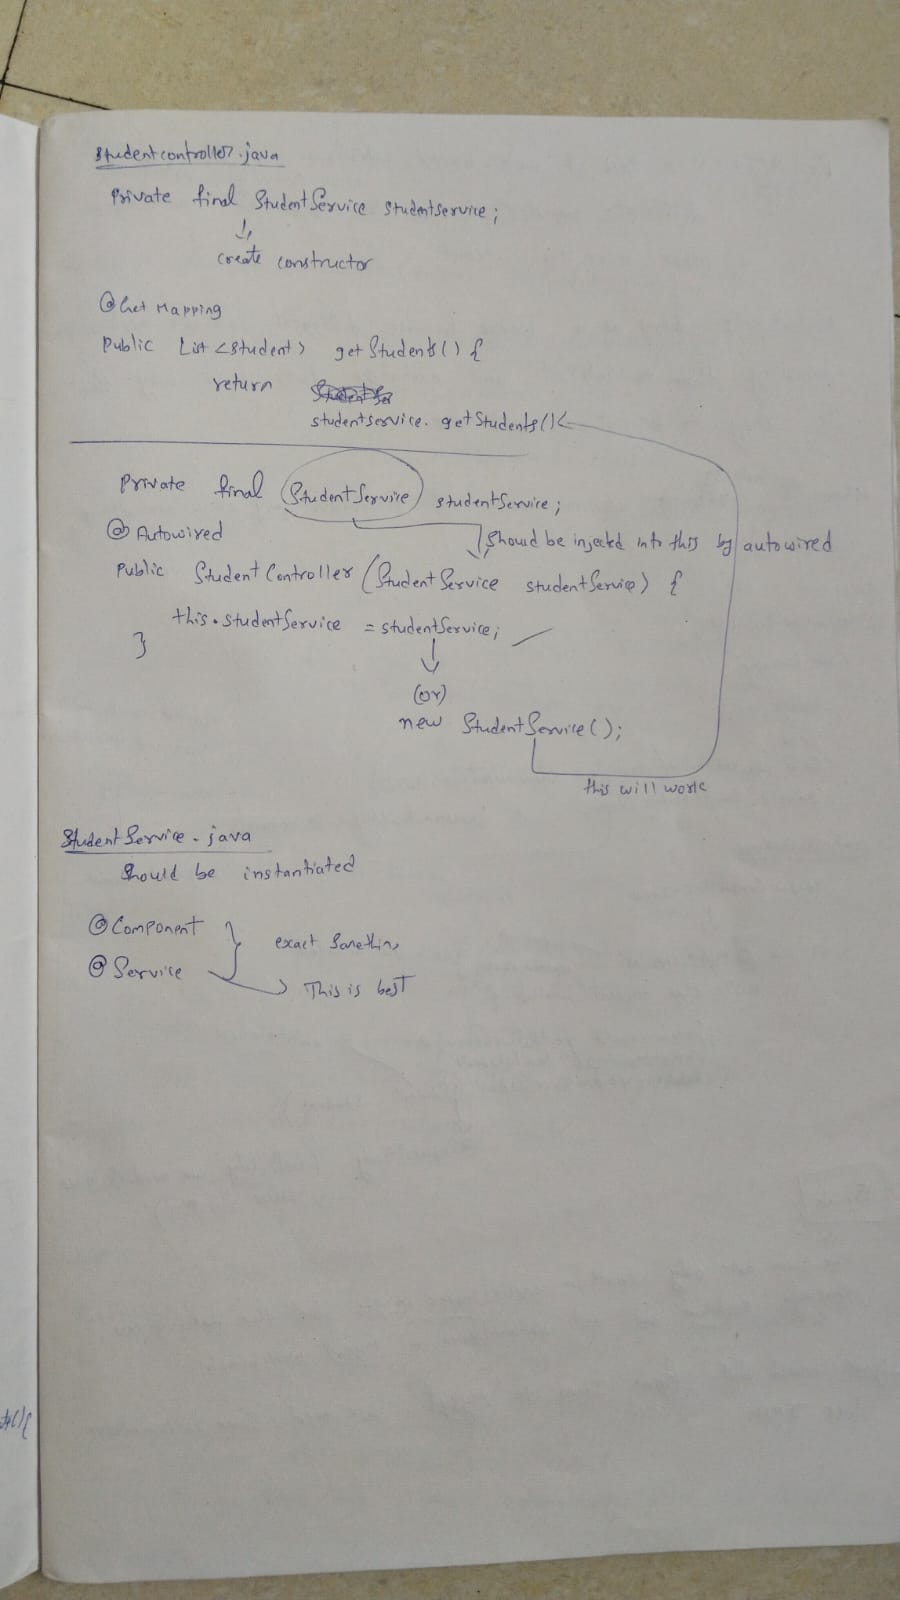 Studentcontroller.java
Private final StudentService studentservice;
create constructor
@Get Mapping
Public List <Student> getStudents() {
return
studentservice. getStudents()
Private final StudentService studentService;
@ Autowired
Should be injected into this by autowired
Public StudentController (StudentService studentService) {
this.studentService = studentService;
}
(or)
new StudentService();
this will work
StudentService.java
Should be instantiated
@Component
exact Samething
@ Service
This is best